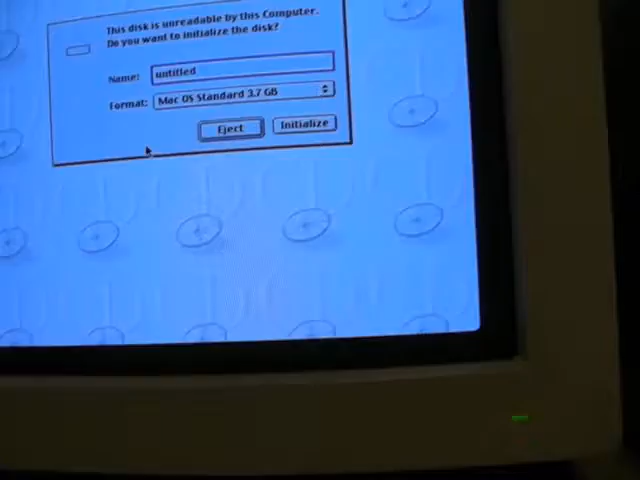 This disk is unreadable by this Computer.
Do you want to initialize the disk?
Name: untitled
Format: Mac OS Standard 3.7 GB
Eject Initialize